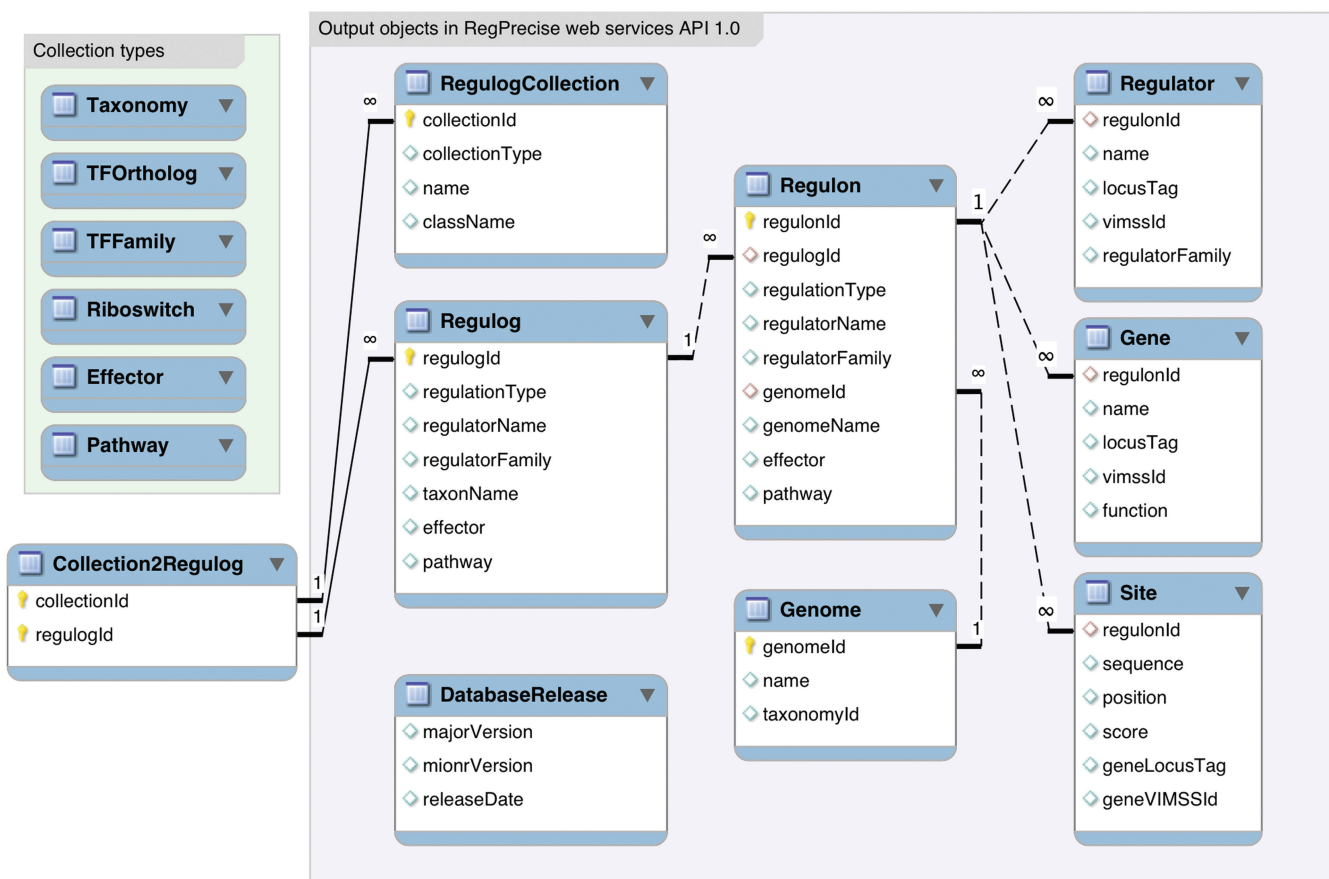 Output objects in RegPrecise web services API 1.0
Collection types
Taxonomy
TFOrtholog
TFFamily
Riboswitch
Effector
Pathway
Collection2Regulog
collectionId
regulogId
1
1
∞
∞
RegulogCollection
collectionId
collectionType
name
className
Regulog
regulogId
regulationType
regulatorName
regulatorFamily
taxonName
effector
pathway
1
∞
DatabaseRelease
majorVersion
mionrVersion
releaseDate
Regulon
regulonId
regulogId
regulationType
regulatorName
regulatorFamily
genomeId
genomeName
effector
pathway
1
∞
Genome
genomeId
name
taxonomyId
1
∞
∞
∞
Regulator
regulonId
name
locusTag
vimssId
regulatorFamily
Gene
regulonId
name
locusTag
vimssId
function
Site
regulonId
sequence
position
score
geneLocusTag
geneVIMSSId